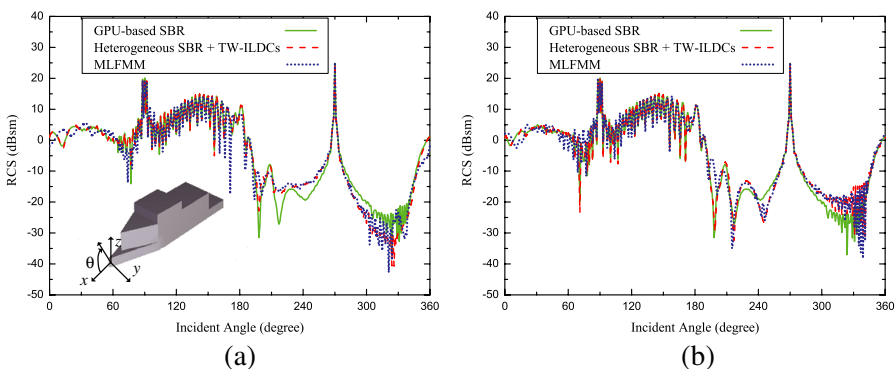 40
30
20
10
0
-10
-20
-30
-40
-50
RCS (dBsm)
GPU-based SBR
Heterogeneous SBR + TW-ILDCs
MLFMM
z
θ
x
y
0 60 120 180 240 300 360
Incident Angle (degree)
(a)
40
30
20
10
0
-10
-20
-30
-40
-50
RCS (dBsm)
GPU-based SBR
Heterogeneous SBR + TW-ILDCs
MLFMM
0 60 120 180 240 300 360
Incident Angle (degree)
(b)